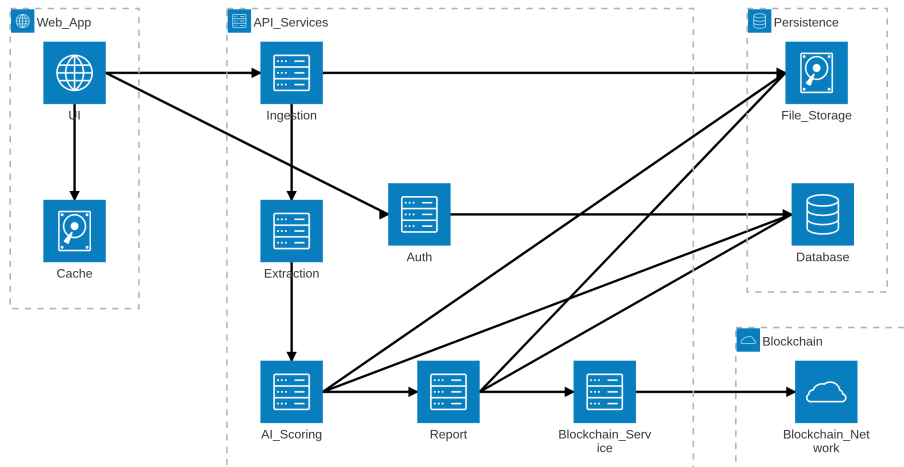 Web_App
API_Services
Persistence
UI
Ingestion
File_Storage
Cache
Extraction
Auth
Database
Blockchain
AI_Scoring
Report
Blockchain_Serv
ice
Blockchain_Net
work